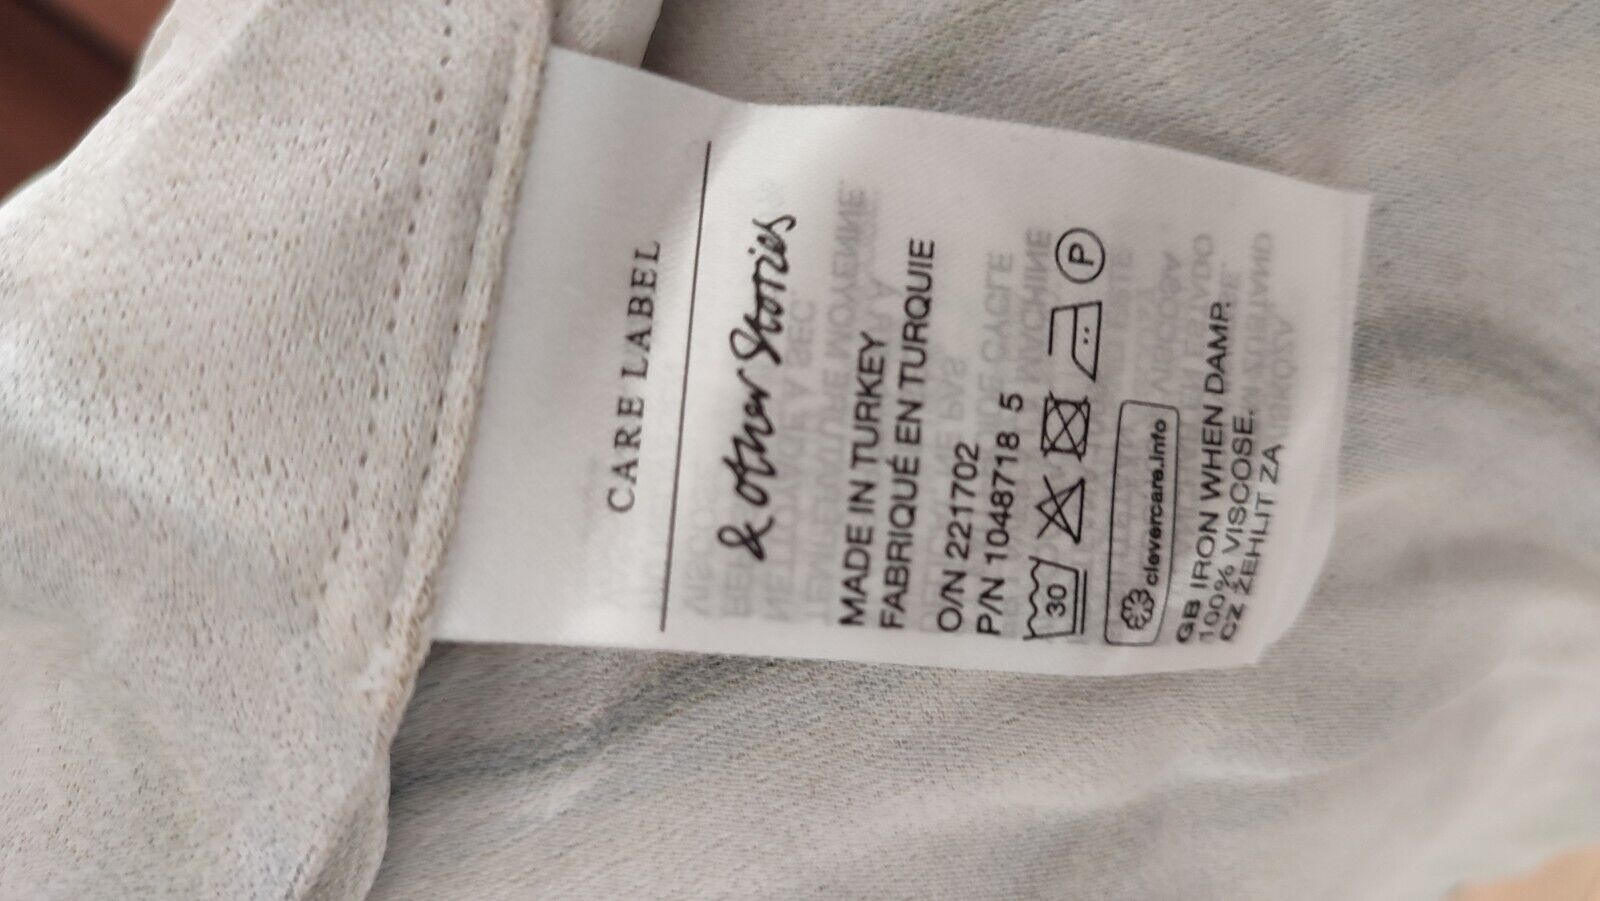 CARE LABEL
& other Stories
MADE IN TURKEY
FABRIQUÉ EN TURQUIE
O/N 2221702
P/N 1048718 5
30 P
clevercare.info
GB IRON WHEN DAMP.
100% VISCOSE.
CZ ŽEHLIT ZA